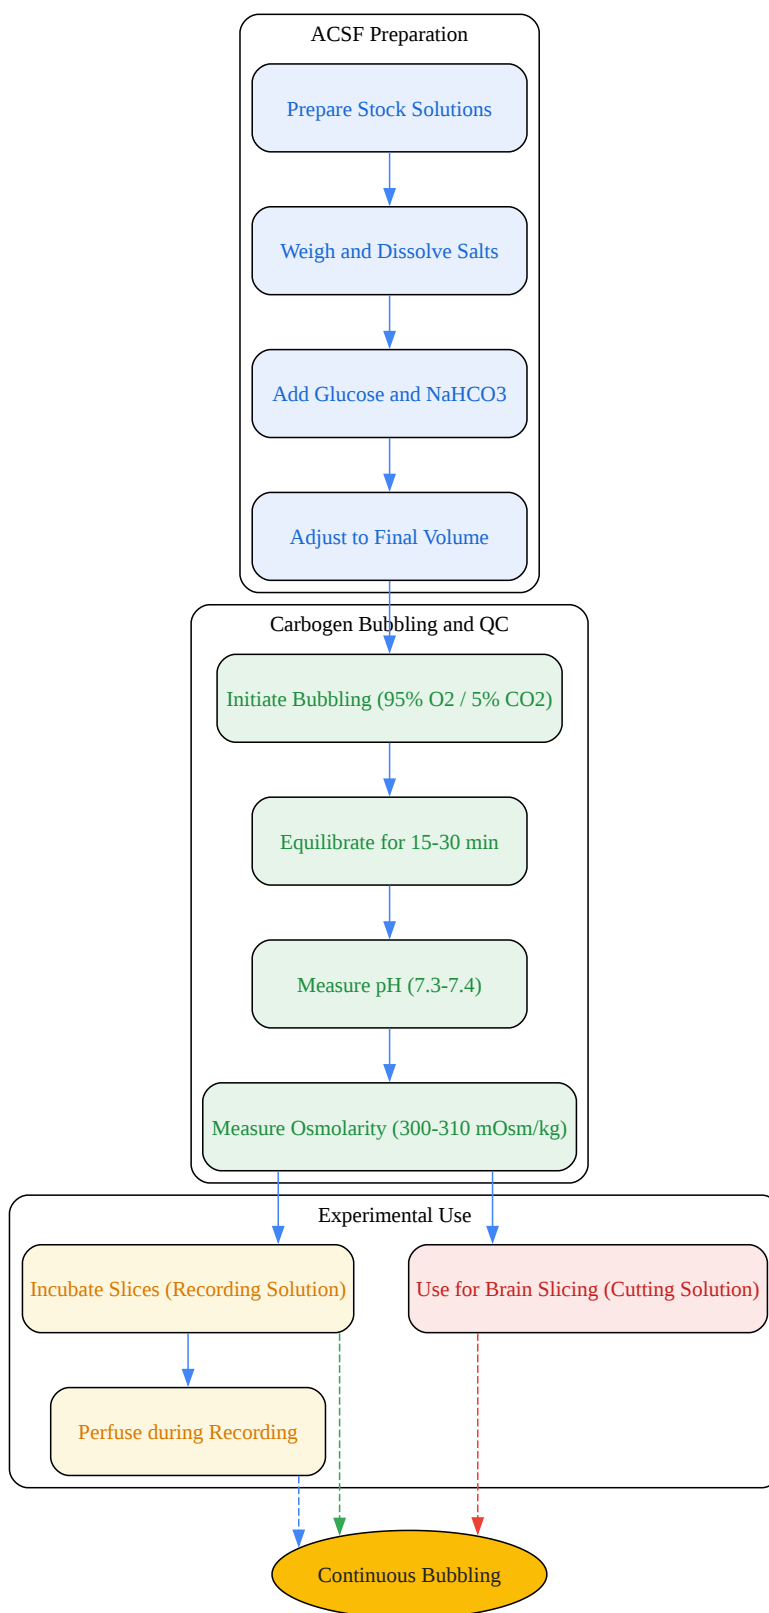 ACSF Preparation
Prepare Stock Solutions
Weigh and Dissolve Salts
Add Glucose and NaHCO3
Adjust to Final Volume
Carbogen Bubbling and QC
Initiate Bubbling (95% O2 / 5% CO2)
Equilibrate for 15-30 min
Measure pH (7.3-7.4)
Measure Osmolarity (300-310 mOsm/kg)
Experimental Use
Incubate Slices (Recording Solution)
Use for Brain Slicing (Cutting Solution)
Perfuse during Recording
Continuous Bubbling